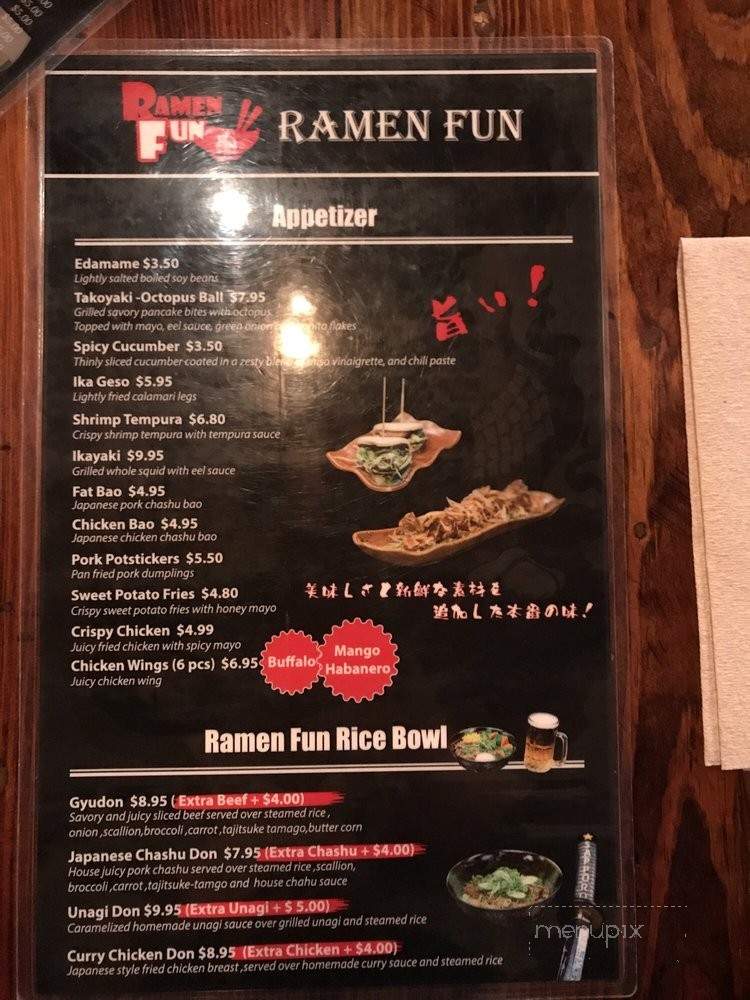 $5.00
RAMEN FUN
RAMEN FUN
Appetizer
Edamame $3.50
Lightly salted boiled soy beans
Takoyaki -Octopus Ball $7.95
Grilled savory pancake bites with octopus
Topped with mayo, eel sauce, green onion flakes
旨い!
Spicy Cucumber $3.50
Thinly sliced cucumber coated in a zesty vinaigrette, and chili paste
Ika Geso $5.95
Lightly fried calamari legs
Shrimp Tempura $6.80
Crispy shrimp tempura with tempura sauce
Ikayaki $9.95
Grilled whole squid with eel sauce
Fat Bao $4.95
Japanese pork chashu bao
Chicken Bao $4.95
Japanese chicken chashu bao
Pork Potstickers $5.50
Pan fried pork dumplings
Sweet Potato Fries $4.80
Crispy sweet potato fries with honey mayo
美味しさと新鮮な素材を
追加した本番の味!
Crispy Chicken $4.99
Juicy fried chicken with spicy mayo
Chicken Wings (6 pcs) $6.95 Buffalo Mango
Habanero
Juicy chicken wing
Ramen Fun Rice Bowl
Gyudon $8.95 ( Extra Beef + $4.00)
Savory and juicy sliced beef served over steamed rice ,
onion ,scallion,broccoli ,carrot ,tajitsuke tamago,butter corn
Japanese Chashu Don $7.95 (Extra Chashu + $4.00)
House juicy pork chashu served over steamed rice ,scallion,
broccoli ,carrot ,tajitsuke-tamgo and house chahu sauce
Unagi Don $9.95 (Extra Unagi + $ 5.00)
Caramelized homemade unagi sauce over grilled unagi and steamed rice
Curry Chicken Don $8.95 (Extra Chicken + $4.00)
Japanese style fried chicken breast ,served over homemade curry sauce and steamed rice
menupix